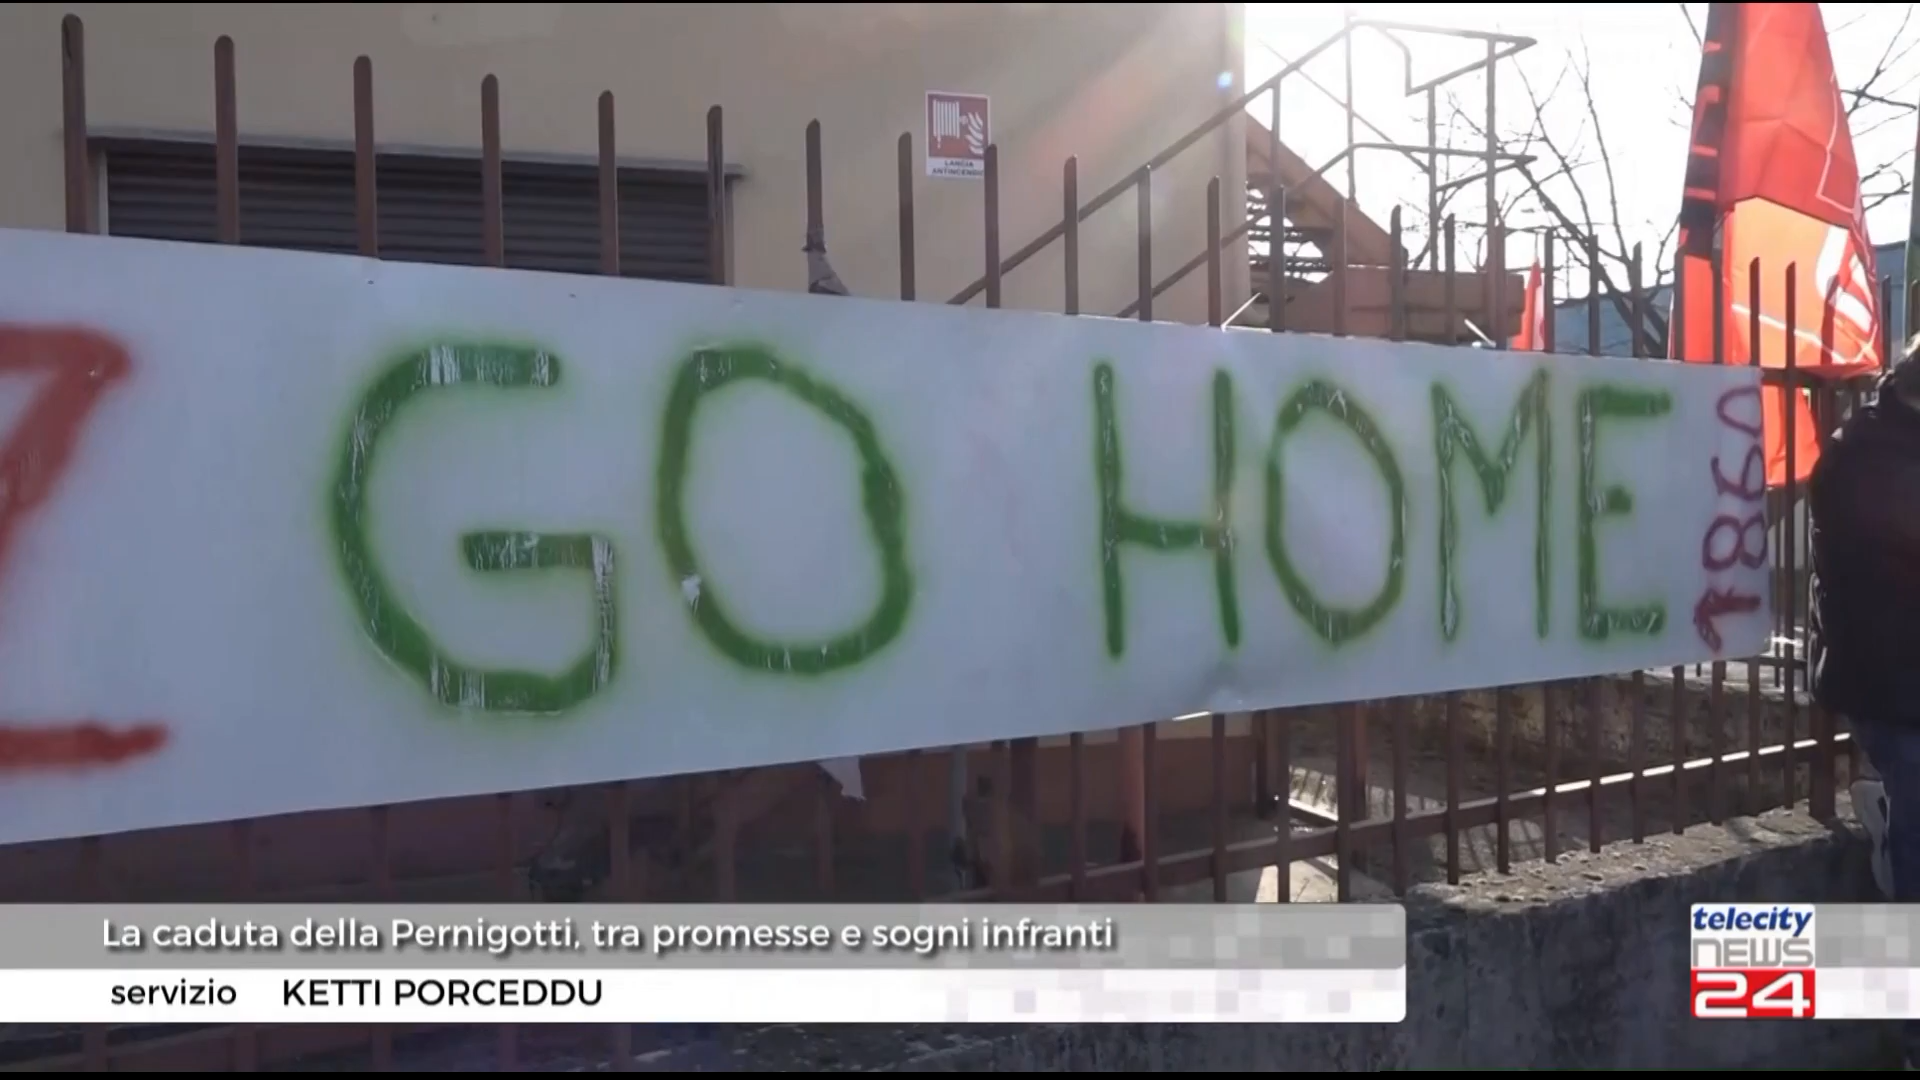 LANCIA
ANTINCENDIO
Z GO HOME
1860
La caduta della Pernigotti, tra promesse e sogni infranti
servizio KETTI PORCEDDU
telecity
NEWS
24